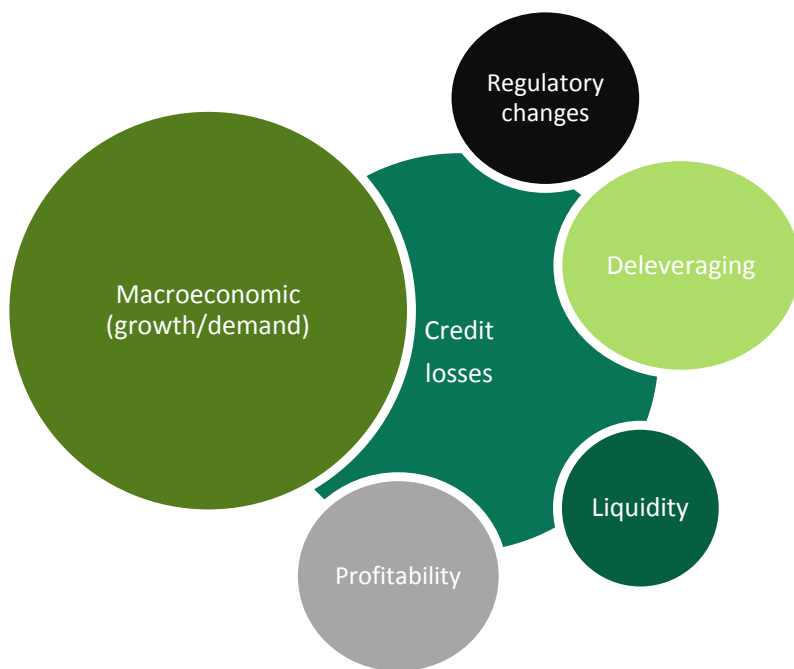 Regulatory
changes
Deleveraging
Macroeconomic
(growth/demand)
Credit
losses
Liquidity
Profitability